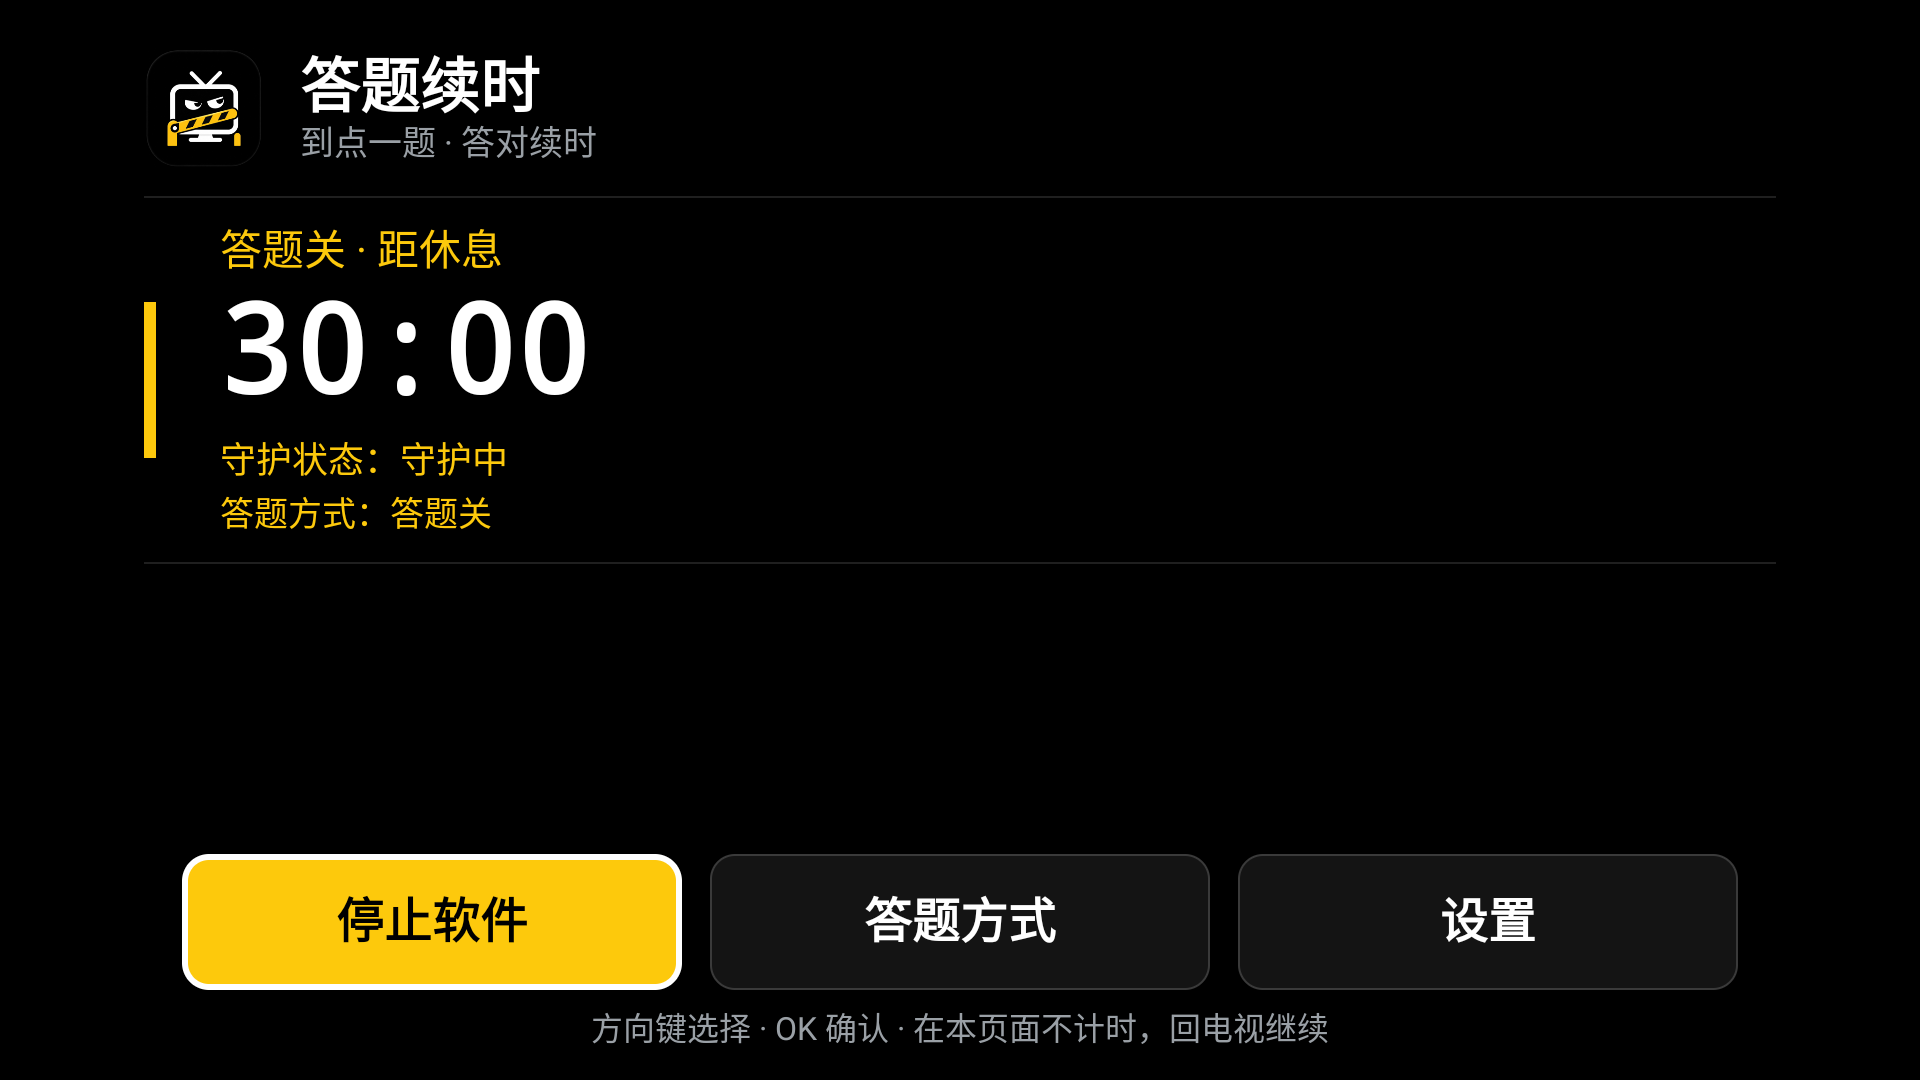 答题续时
到点一题 · 答对续时
答题关 · 距休息
30:00
守护状态：守护中
答题方式：答题关
停止软件
答题方式
设置
方向键选择 · OK 确认 · 在本页面不计时，回电视继续